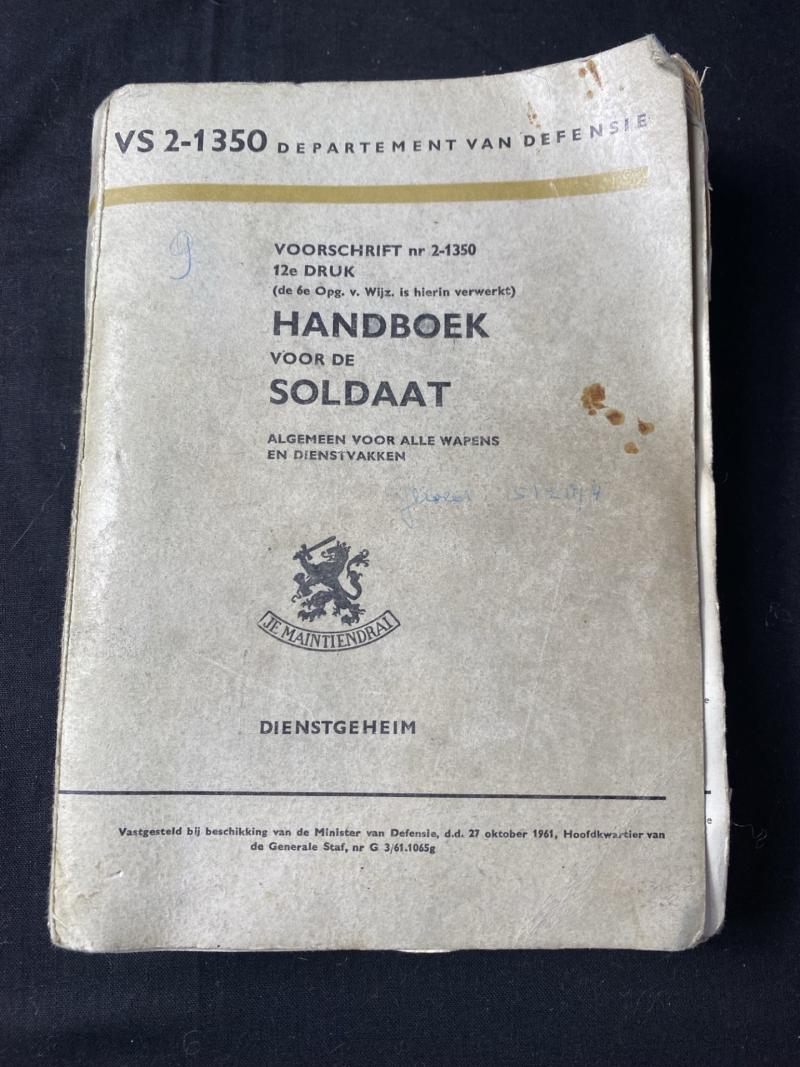 VS 2-1350 DEPARTEMENT VAN DEFENSIE
9
VOORSCHRIFT nr 2-1350
12e DRUK
(de 6e Opg. v. Wijz. is hierin verwerkt)
HANDBOEK
VOOR DE
SOLDAAT
ALGEMEEN VOOR ALLE WAPENS
EN DIENSTVAKKEN
JE MAINTIENDRAI
DIENSTGEHEIM
Vastgesteld bij beschikking van de Minister van Defensie, d.d. 27 oktober 1961, Hoofdkwartier van
de Generale Staf, nr G 3/61.1065g
e
e